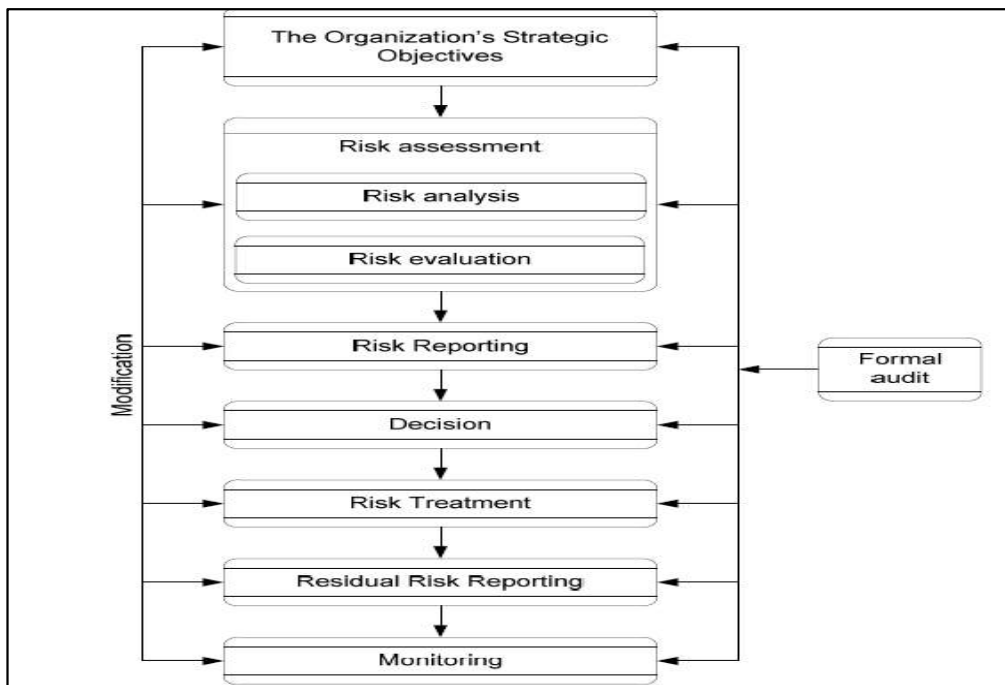 The Organization's Strategic
Objectives
Risk assessment
Risk analysis
Risk evaluation
Risk Reporting
Decision
Risk Treatment
Residual Risk Reporting
Monitoring
Modification
Formal
audit